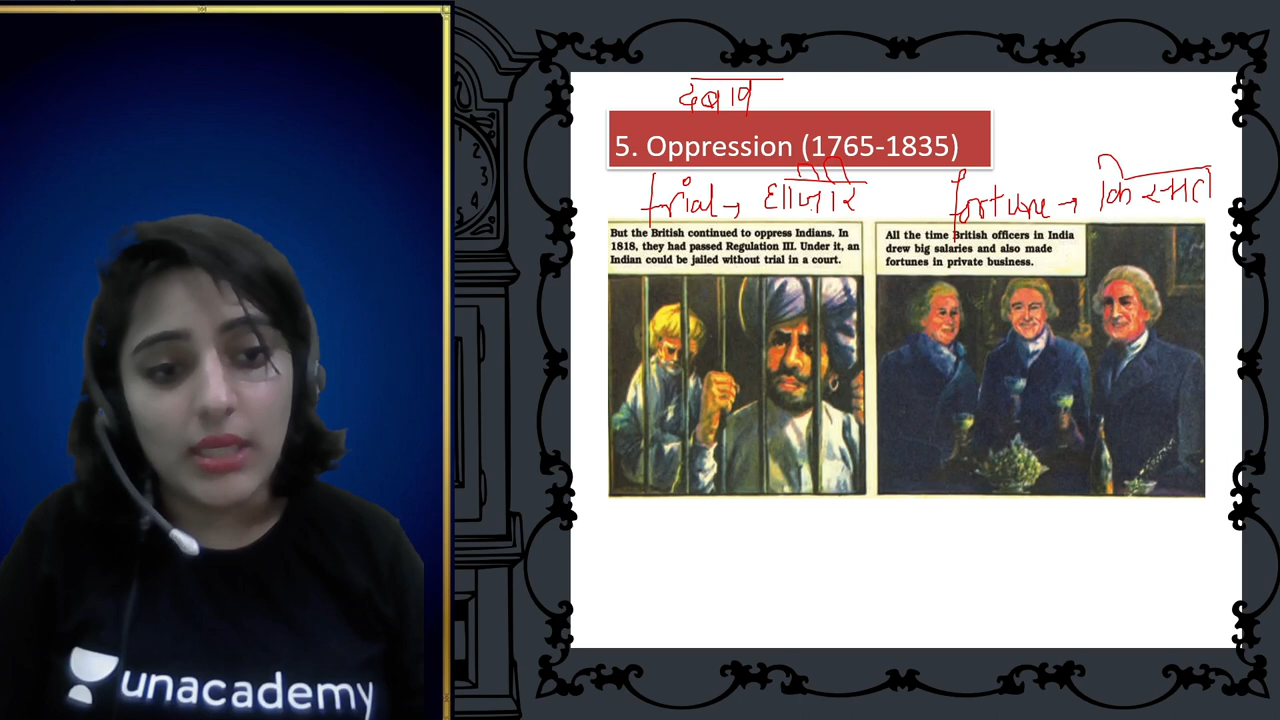 दबाव
5. Oppression (1765-1835)
trial →
fortune → किस्मत
But the British continued to oppress Indians. In
1818, they had passed Regulation III. Under it, an
Indian could be jailed without trial in a court.
All the time British officers in India
drew big salaries and also made
fortunes in private business.
unacademy